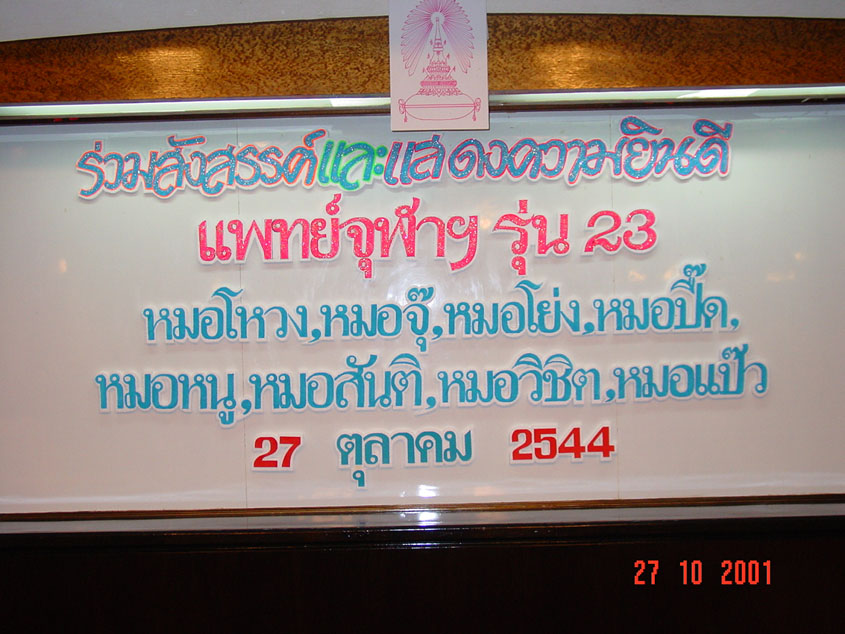 ร่วมสังสรรค์และแสดงความยินดี
แพทย์จุฬาฯ รุ่น 23
หมอโหวง,หมอจุ๊,หมอโย่ง,หมอปื๊ด,
หมอหนู,หมอสันติ,หมอวิชิต,หมอแป๊ว
27 ตุลาคม 2544
27 10 2001